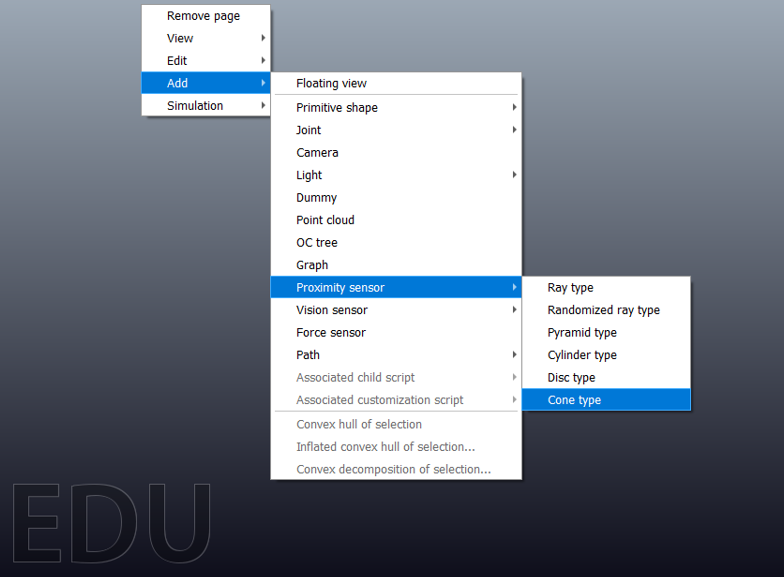 Remove page
View
Edit
Add
Simulation
Floating view
Primitive shape
Joint
Camera
Light
Dummy
Point cloud
OC tree
Graph
Proximity sensor
Vision sensor
Force sensor
Path
Associated child script
Associated customization script
Convex hull of selection
Inflated convex hull of selection...
Convex decomposition of selection...
Ray type
Randomized ray type
Pyramid type
Cylinder type
Disc type
Cone type
EDU